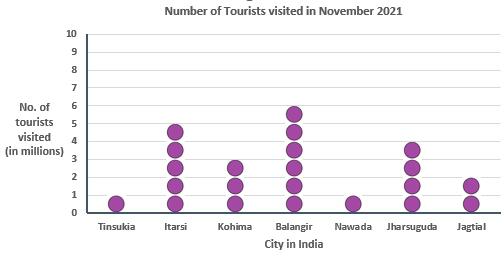 Number of Tourists visited in November 2021
10
9
8
7
6
5
4
3
2
1
0
No. of
tourists
visited
(in millions)
Tinsukia Itarsi Kohima Balangir Nawada Jharsuguda Jagtial
City in India